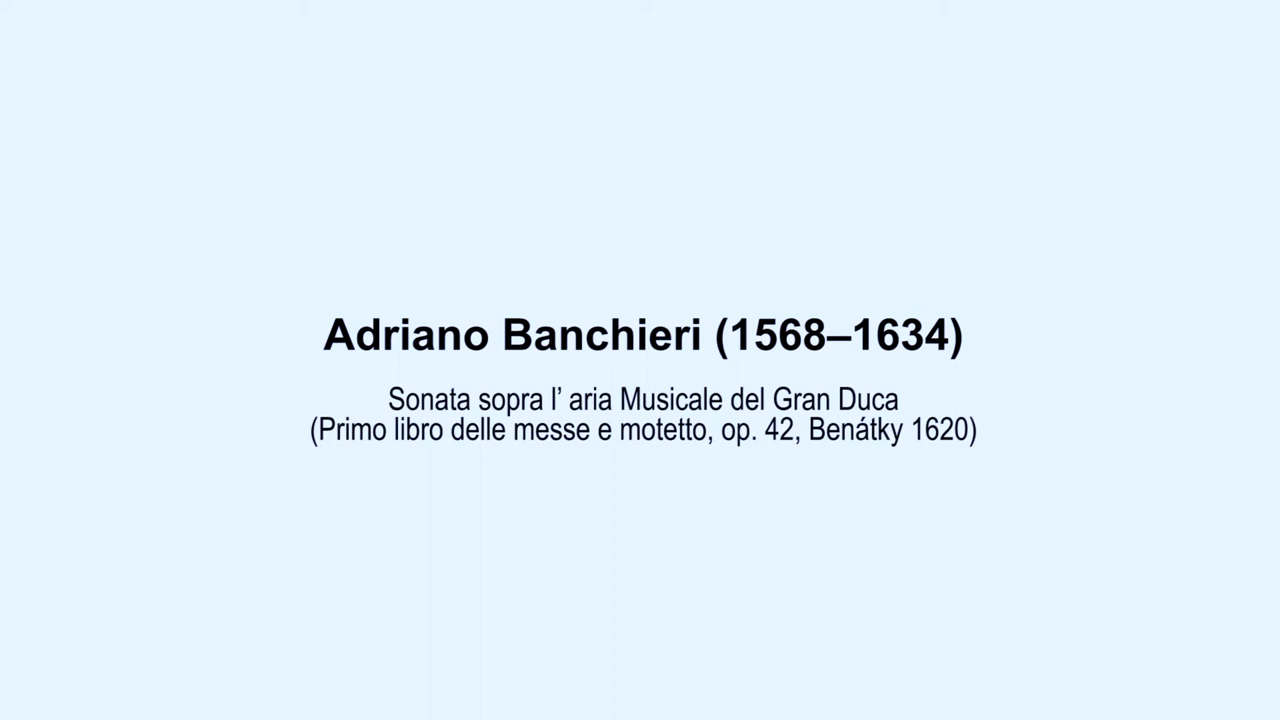 Adriano Banchieri (1568–1634)
Sonata sopra l’ aria Musicale del Gran Duca
(Primo libro delle messe e motetto, op. 42, Benátky 1620)